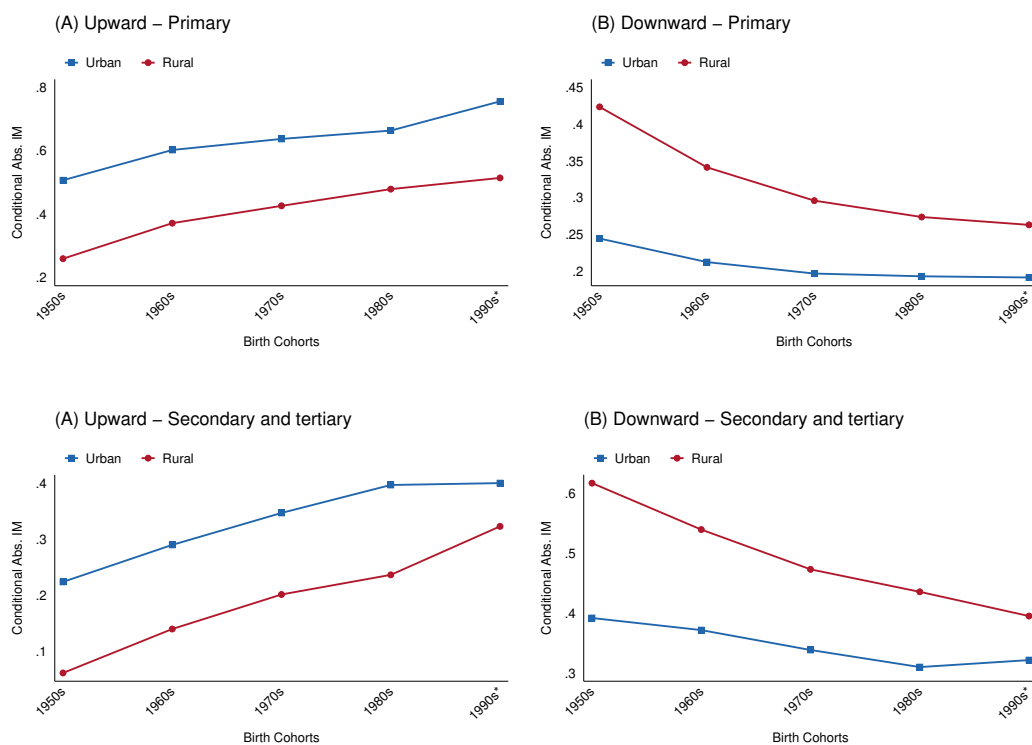 (A) Upward – Primary
Urban Rural
Conditional Abs. IM
.8
.6
.4
.2
1950s 1960s 1970s 1980s 1990s*
Birth Cohorts
(B) Downward – Primary
Urban Rural
Conditional Abs. IM
.45
.4
.35
.3
.25
.2
1950s 1960s 1970s 1980s 1990s*
Birth Cohorts
(A) Upward – Secondary and tertiary
Urban Rural
Conditional Abs. IM
.4
.3
.2
.1
1950s 1960s 1970s 1980s 1990s*
Birth Cohorts
(B) Downward – Secondary and tertiary
Urban Rural
Conditional Abs. IM
.6
.5
.4
.3
1950s 1960s 1970s 1980s 1990s*
Birth Cohorts